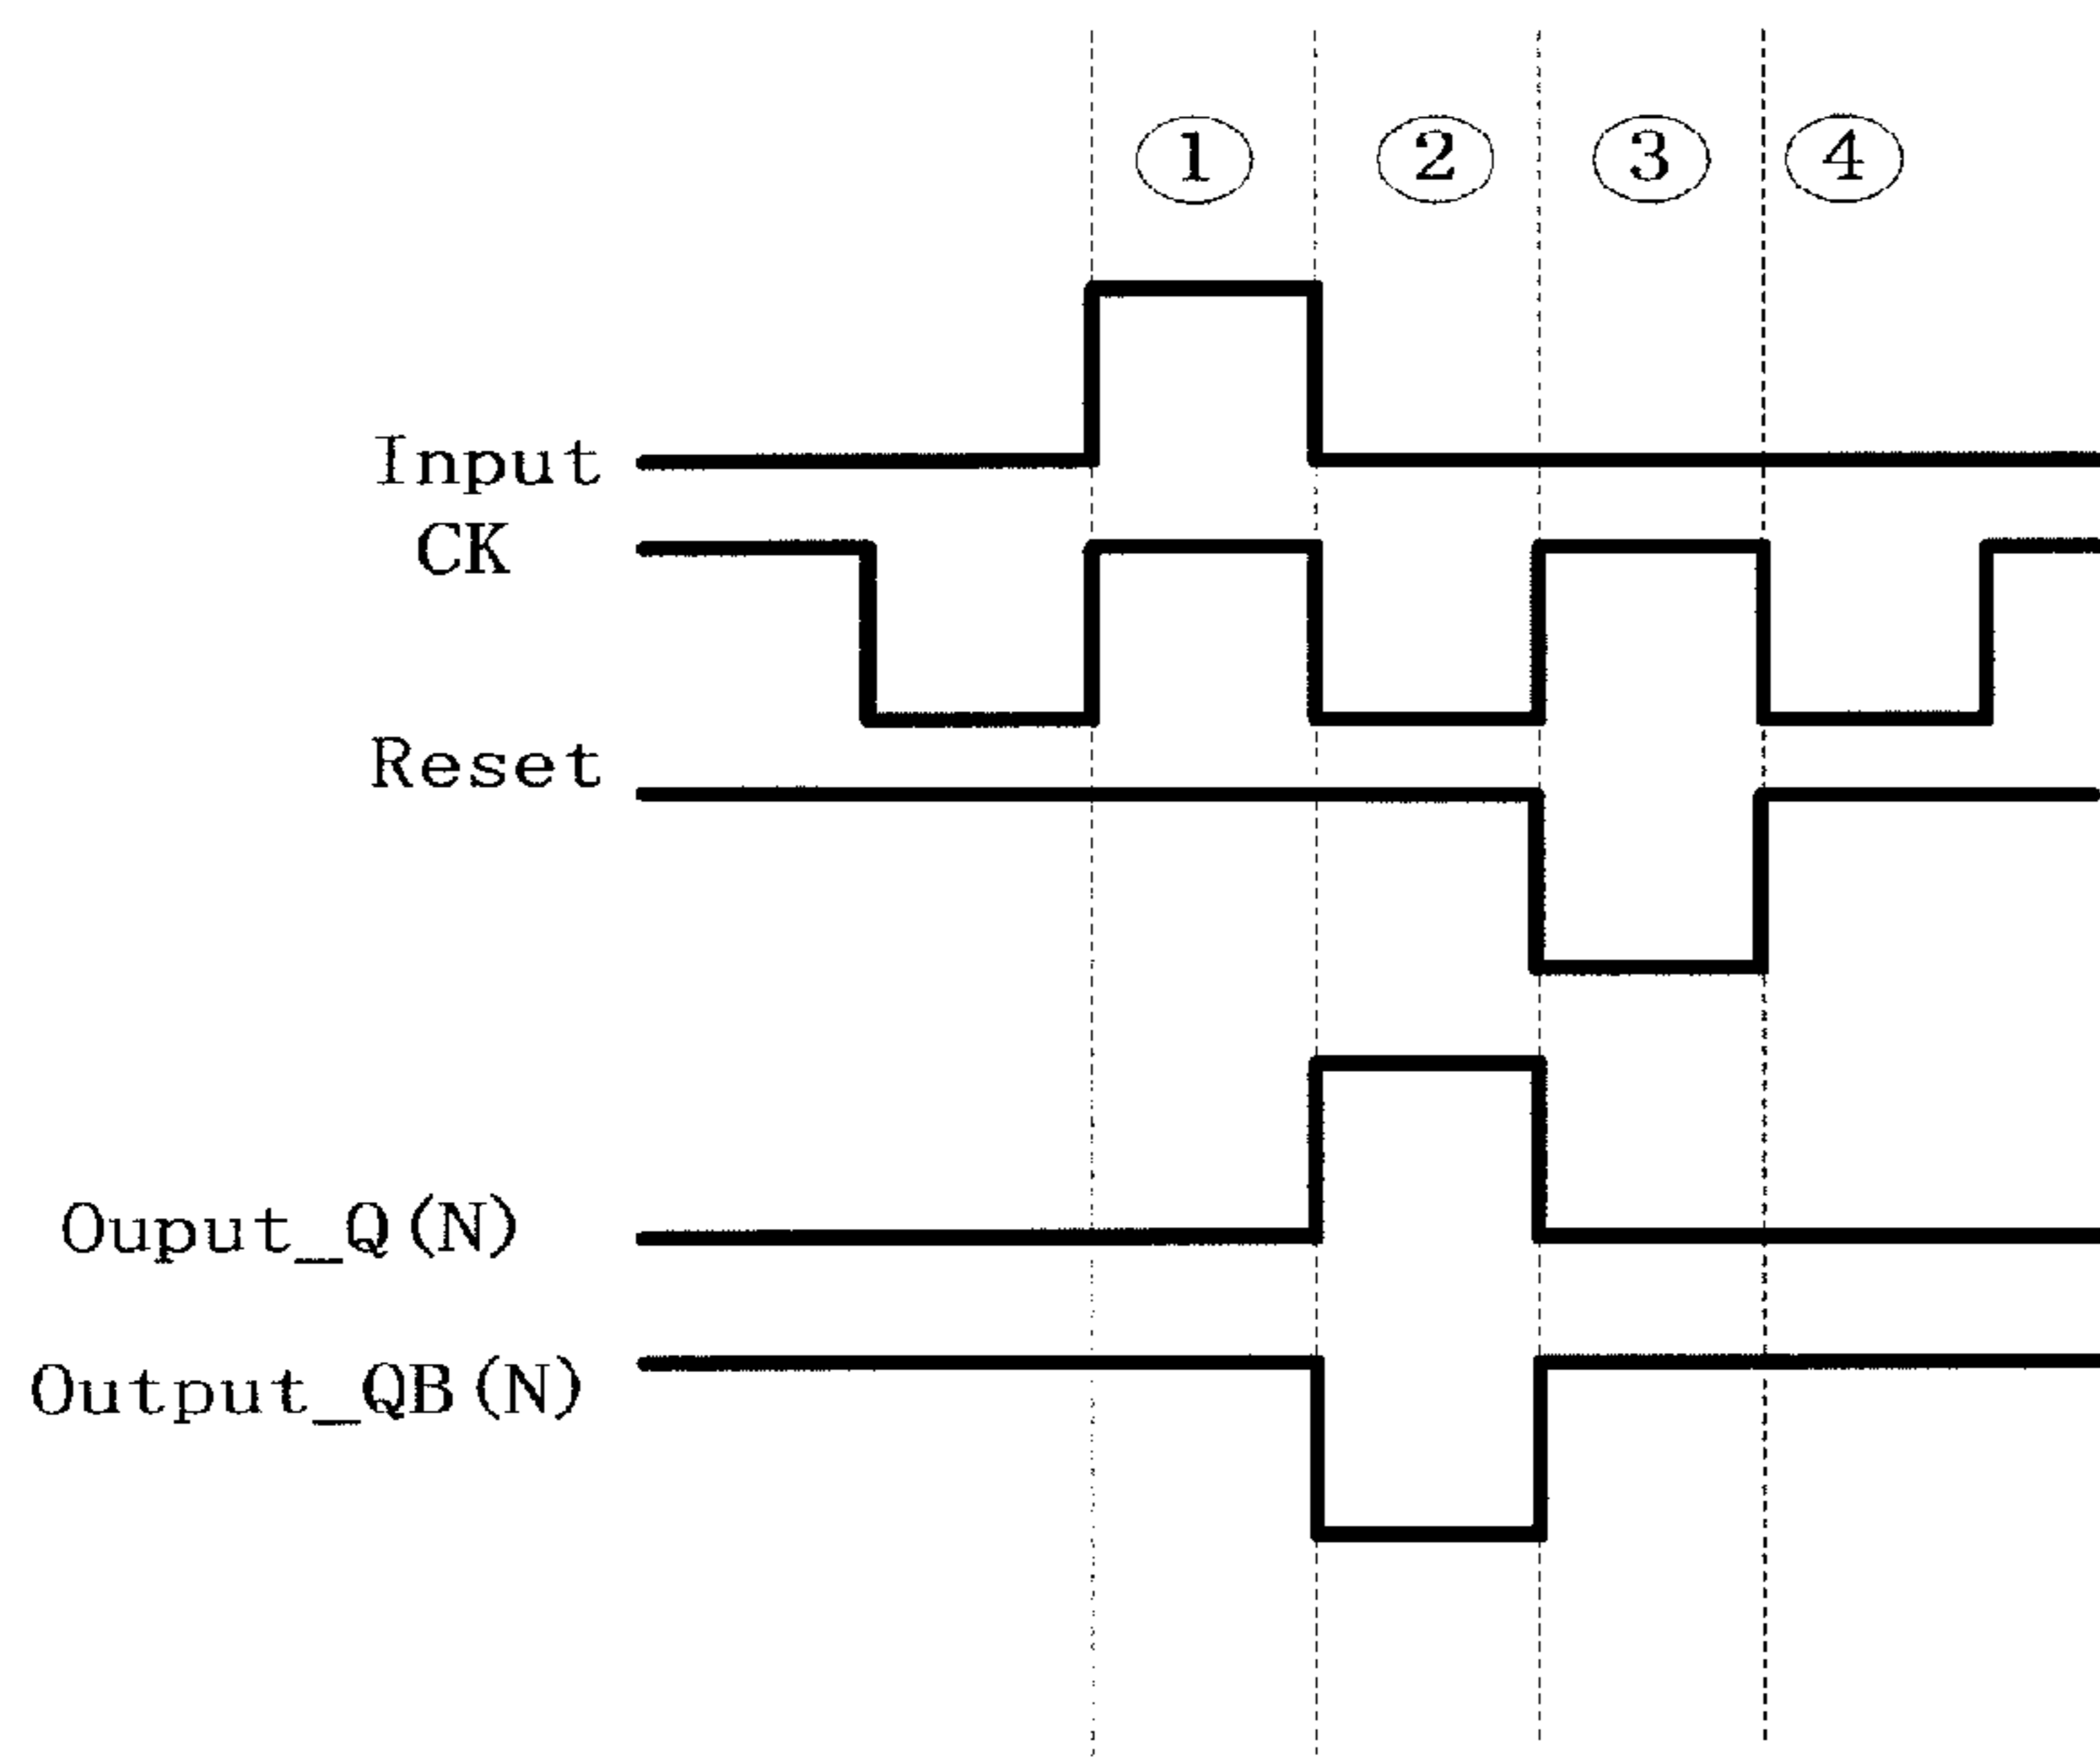 ① ② ③ ④
Input
CK
Reset
Ouput_Q(N)
Output_QB(N)